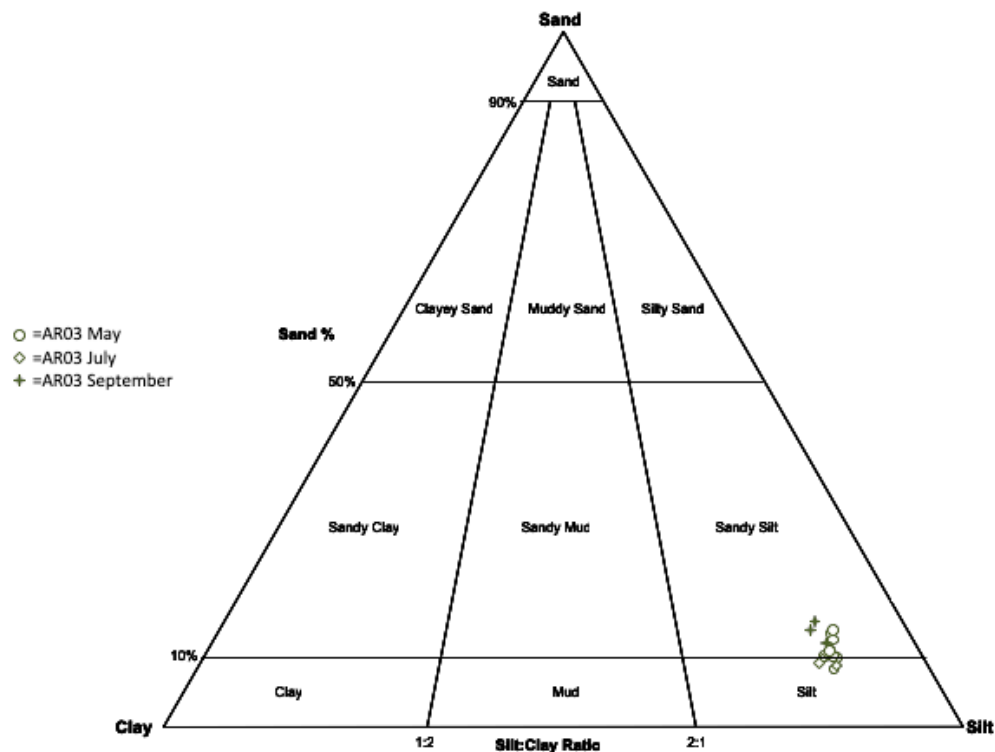 Sand
Sand
90%
Clayey Sand
Muddy Sand
Silty Sand
=AR03 May
Sand %
=AR03 July
=AR03 September
50%
Sandy Clay
Sandy Mud
Sandy Silt
10%
Clay
Mud
Silt
Clay
Silt
1:2
Silt:Clay Ratio
2:1